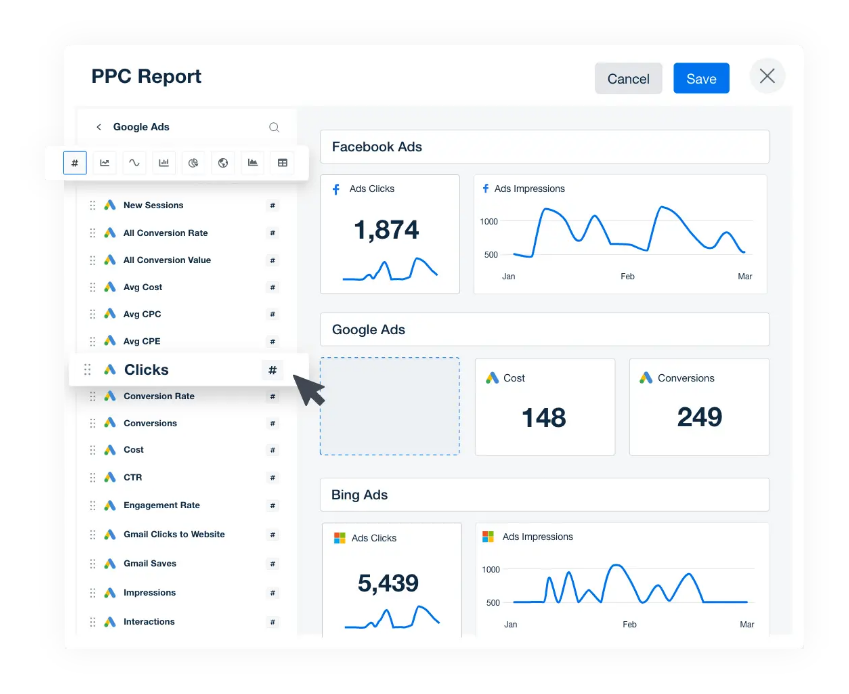 PPC Report
Cancel
Save
Google Ads
#
New Sessions #
All Conversion Rate #
All Conversion Value #
Avg Cost #
Avg CPC #
Avg CPE #
Clicks #
Conversion Rate #
Conversions #
Cost #
CTR #
Engagement Rate #
Gmail Clicks to Website #
Gmail Saves #
Impressions #
Interactions #
Facebook Ads
Ads Clicks
1,874
Ads Impressions
1000
500
Jan Feb Mar
Google Ads
Cost
148
Conversions
249
Bing Ads
Ads Clicks
5,439
Ads Impressions
1000
500
Jan Feb Mar